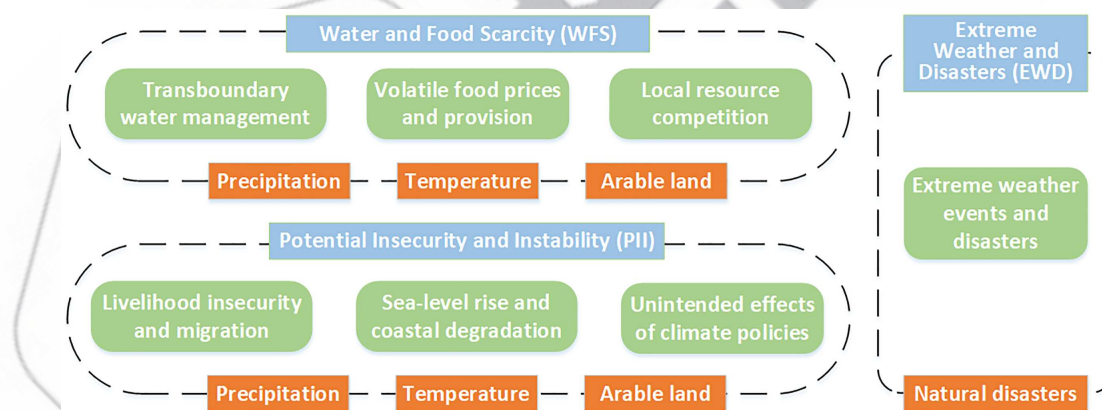 Water and Food Scarcity (WFS)
Transboundary
water management
Volatile food prices
and provision
Local resource
competition
Precipitation
Temperature
Arable land
Potential Insecurity and Instability (PII)
Livelihood insecurity
and migration
Sea-level rise and
coastal degradation
Unintended effects
of climate policies
Precipitation
Temperature
Arable land
Extreme
Weather and
Disasters (EWD)
Extreme weather
events and
disasters
Natural disasters